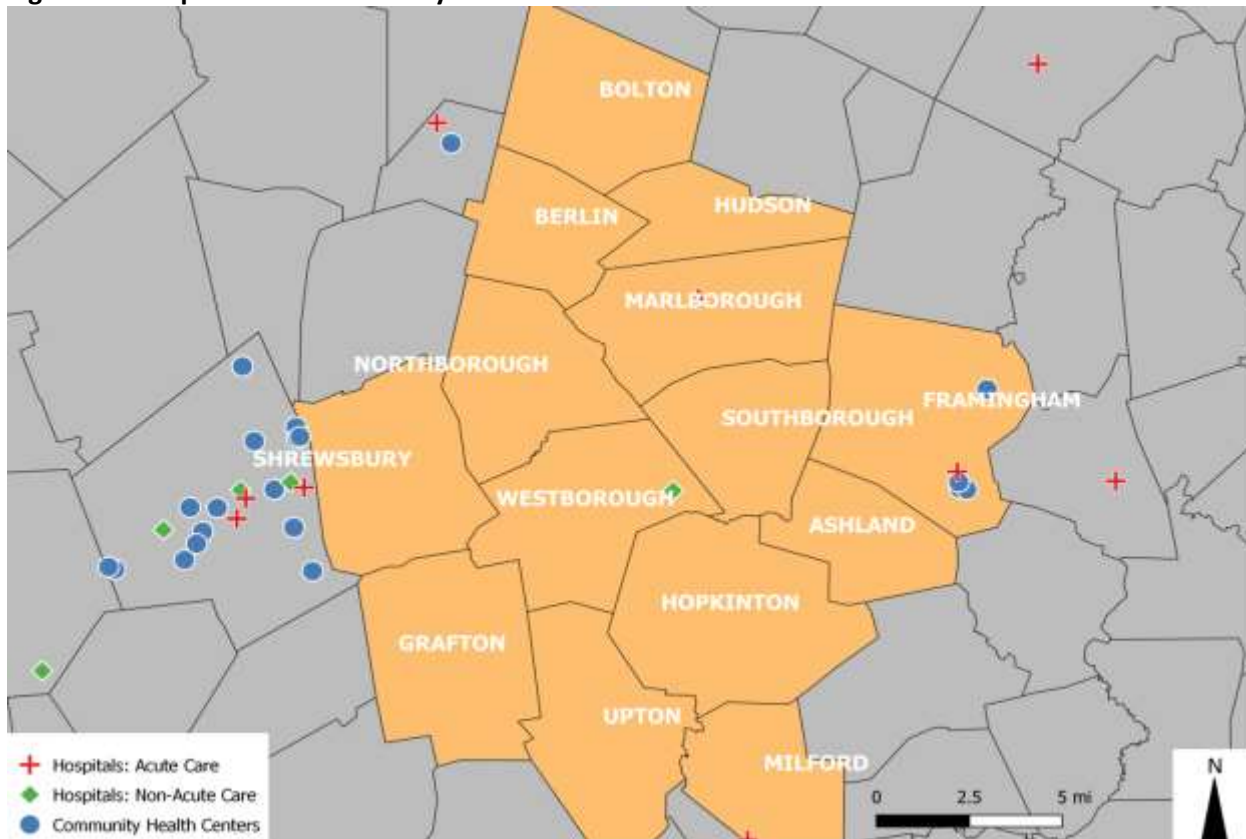 BOLTON
BERLIN
HUDSON
MARLBOROUGH
NORTHBOROUGH
SOUTHBOROUGH
FRAMINGHAM
SHREWSBURY
WESTBOROUGH
ASHLAND
HOPKINTON
GRAFTON
UPTON
MILFORD
Hospitals: Acute Care
Hospitals: Non-Acute Care
Community Health Centers
0 2.5 5 mi
N